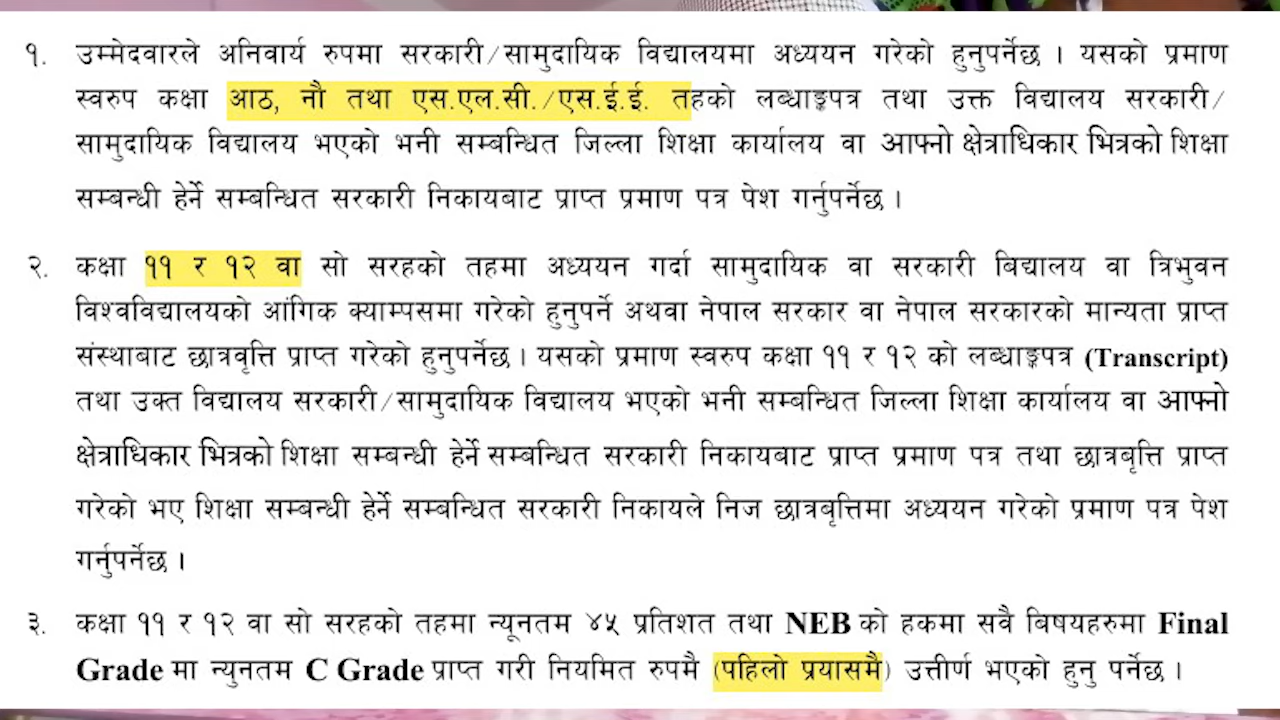 १. उम्मेदवारले अनिवार्य रुपमा सरकारी/सामुदायिक विद्यालयमा अध्ययन गरेको हुनुपर्नेछ । यसको प्रमाण
स्वरुप कक्षा आठ, नौ तथा एस.एल.सी./एस.ई.ई. तहको लब्धाङ्कपत्र तथा उक्त विद्यालय सरकारी/
सामुदायिक विद्यालय भएको भनी सम्बन्धित जिल्ला शिक्षा कार्यालय वा आफ्नो क्षेत्राधिकार भित्रको शिक्षा
सम्बन्धी हेर्ने सम्बन्धित सरकारी निकायबाट प्राप्त प्रमाण पत्र पेश गर्नुपर्नेछ ।
२. कक्षा ११ र १२ वा सो सरहको तहमा अध्ययन गर्दा सामुदायिक वा सरकारी बिद्यालय वा त्रिभुवन
विश्वविद्यालयको आंगिक क्याम्पसमा गरेको हुनुपर्ने अथवा नेपाल सरकार वा नेपाल सरकारको मान्यता प्राप्त
संस्थाबाट छात्रवृत्ति प्राप्त गरेको हुनुपर्नेछ । यसको प्रमाण स्वरुप कक्षा ११ र १२ को लब्धाङ्कपत्र (Transcript)
तथा उक्त विद्यालय सरकारी/सामुदायिक विद्यालय भएको भनी सम्बन्धित जिल्ला शिक्षा कार्यालय वा आफ्नो
क्षेत्राधिकार भित्रको शिक्षा सम्बन्धी हेर्ने सम्बन्धित सरकारी निकायबाट प्राप्त प्रमाण पत्र तथा छात्रबृत्ति प्राप्त
गरेको भए शिक्षा सम्बन्धी हेर्ने सम्बन्धित सरकारी निकायले निज छात्रबृत्तिमा अध्ययन गरेको प्रमाण पत्र पेश
गर्नुपर्नेछ ।
३. कक्षा ११ र १२ वा सो सरहको तहमा न्यूनतम ४५ प्रतिशत तथा NEB को हकमा सवै बिषयहरुमा Final
Grade मा न्युनतम C Grade प्राप्त गरी नियमित रुपमै (पहिलो प्रयासमै) उत्तीर्ण भएको हुनु पर्नेछ ।